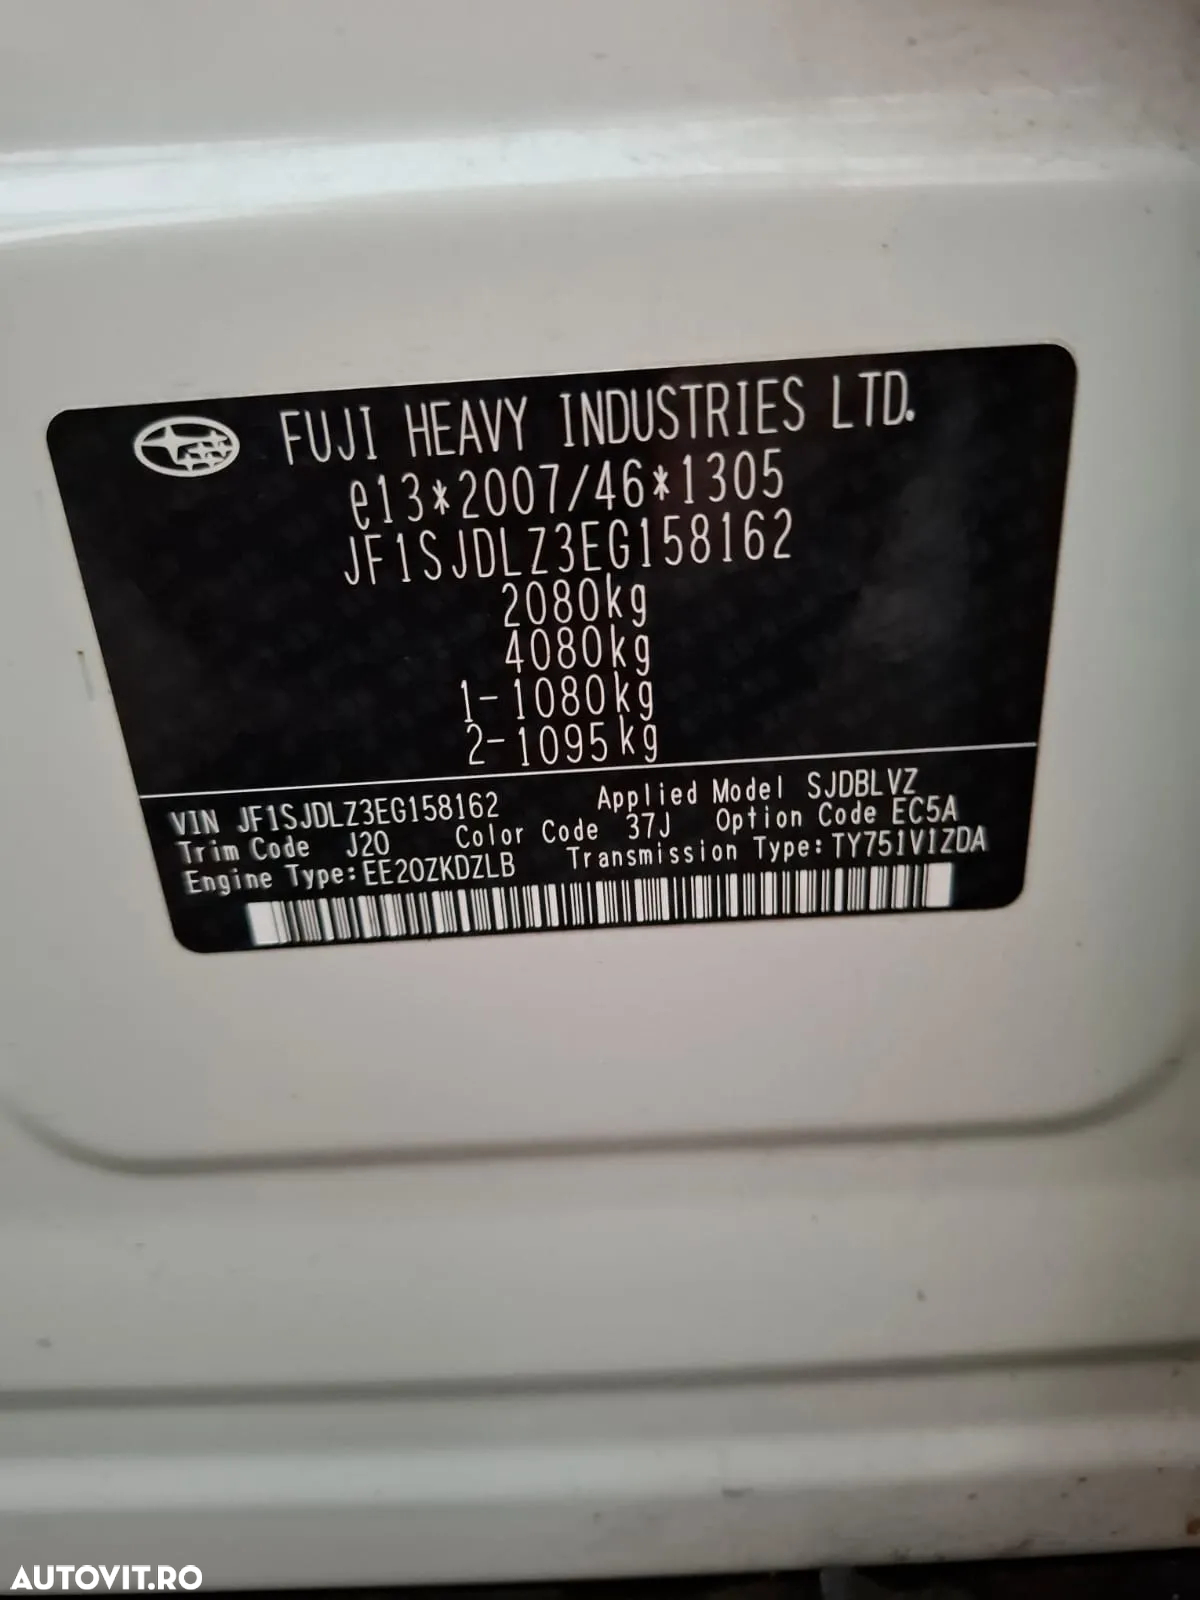 FUJI HEAVY INDUSTRIES LTD.
e13*2007/46*1305
JF1SJDLZ3EG158162
2080kg
4080kg
1-1080kg
2-1095kg
VIN JF1SJDLZ3EG158162 Applied Model SJDBLVZ
Trim Code J20 Color Code 37J Option Code EC5A
Engine Type:EE20ZKDZLB Transmission Type:TY751V1ZDA
AUTOVIT.RO